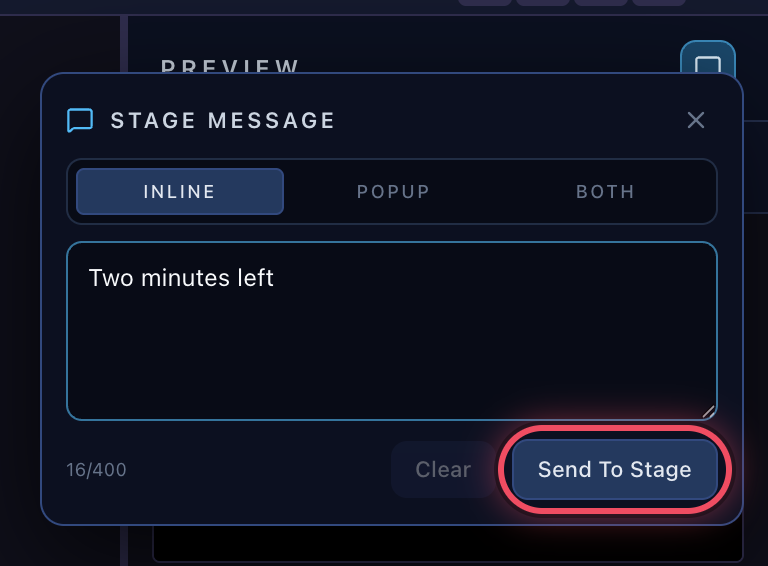 PREVIEW
STAGE MESSAGE
INLINE POPUP BOTH
Two minutes left
16/400 Clear Send To Stage